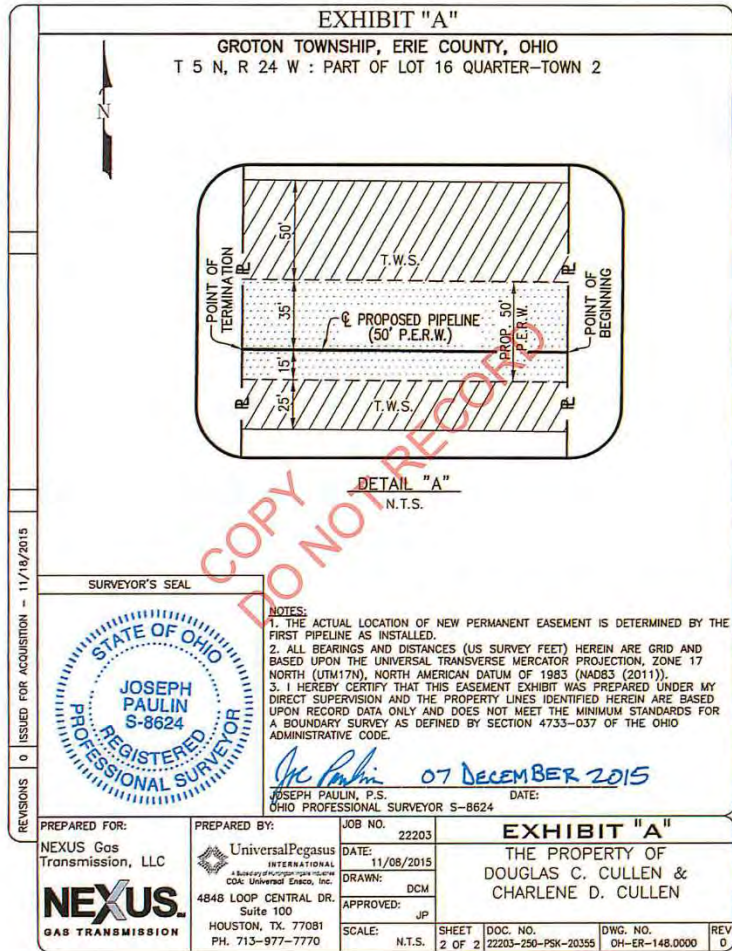 EXHIBIT "A"
GROTON TOWNSHIP, ERIE COUNTY, OHIO
T 5 N, R 24 W : PART OF LOT 16 QUARTER-TOWN 2
N
50'
T.W.S.
POINT OF
TERMINATION
35'
℄ PROPOSED PIPELINE
(50' P.E.R.W.)
PROP. 50'
P.E.R.W.
POINT OF
BEGINNING
15'
25'
T.W.S.
DETAIL "A"
N.T.S.
COPY
DO NOT RECORD
REVISIONS 0 ISSUED FOR ACQUISITION - 11/18/2015
SURVEYOR'S SEAL
STATE OF OHIO
JOSEPH
PAULIN
S-8624
REGISTERED
PROFESSIONAL SURVEYOR
NOTES:
1. THE ACTUAL LOCATION OF NEW PERMANENT EASEMENT IS DETERMINED BY THE
FIRST PIPELINE AS INSTALLED.
2. ALL BEARINGS AND DISTANCES (US SURVEY FEET) HEREIN ARE GRID AND
BASED UPON THE UNIVERSAL TRANSVERSE MERCATOR PROJECTION, ZONE 17
NORTH (UTM17N), NORTH AMERICAN DATUM OF 1983 (NAD83 (2011)).
3. I HEREBY CERTIFY THAT THIS EASEMENT EXHIBIT WAS PREPARED UNDER MY
DIRECT SUPERVISION AND THE PROPERTY LINES IDENTIFIED HEREIN ARE BASED
UPON RECORD DATA ONLY AND DOES NOT MEET THE MINIMUM STANDARDS FOR
A BOUNDARY SURVEY AS DEFINED BY SECTION 4733-037 OF THE OHIO
ADMINISTRATIVE CODE.
Joe Paulin 07 DECEMBER 2015
JOSEPH PAULIN, P.S. DATE:
OHIO PROFESSIONAL SURVEYOR S-8624
PREPARED FOR:
NEXUS Gas
Transmission, LLC
NEXUS.
GAS TRANSMISSION
PREPARED BY:
UniversalPegasus
INTERNATIONAL
A Subsidiary of Huntington Ingalls Industries
COA: Universal Ensco, Inc.
4848 LOOP CENTRAL DR.
Suite 100
HOUSTON, TX. 77081
PH. 713-977-7770
JOB NO. 22203
DATE: 11/08/2015
DRAWN: DCM
APPROVED: JP
SCALE: N.T.S.
EXHIBIT "A"
THE PROPERTY OF
DOUGLAS C. CULLEN &
CHARLENE D. CULLEN
SHEET 2 OF 2
DOC. NO. 22203-250-PSK-20355
DWG. NO. OH-ER-148.0000
REV 0